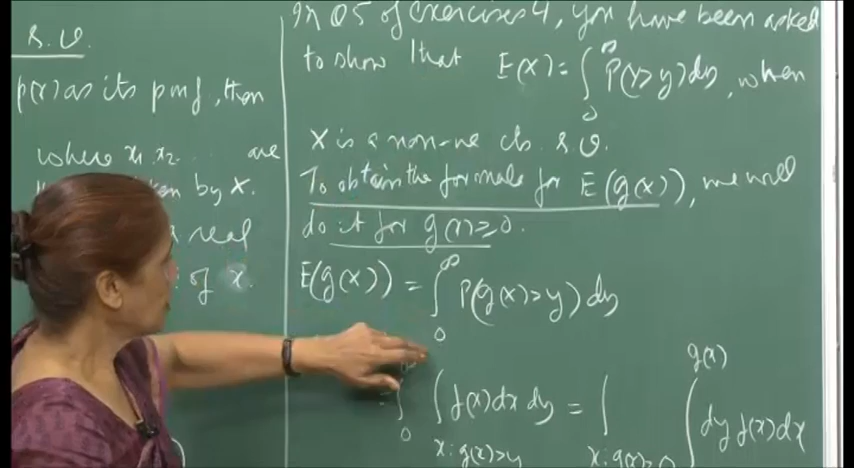 r.v.
p(x) as its pmf, then
where x₁ x₂ ... are
by X.
real
of X.
In Q5 of exercises 4, you have been asked
to show that E(X) = ∫₀^∞ P(X>y)dy, when
X is a non-ve cts. r.v.
To obtain the formula for E(g(X)), we will
do it for g(x) ≥ 0.
E(g(X)) = ∫₀^∞ P(g(X)>y) dy
= ∫₀^∞ ∫_{x: g(x)>y} f(x)dx dy = ∫_{x: g(x)>0} ∫^{g(x)} dy f(x)dx